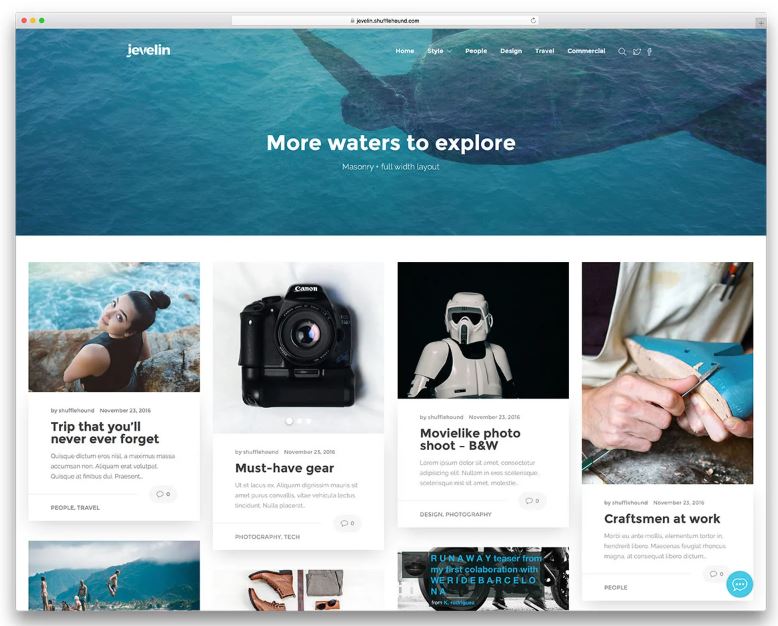 jevelin.shufflehound.com
jevelin
Home Style People Design Travel Commercial
More waters to explore
Masonry + full width layout
by shufflehound November 23, 2016
Trip that you'll
never ever forget
Quisque dictum eros nisl, a maximus massa
accumsan non. Aliquam erat volutpat.
Quisque at finibus dui. Praesent..
0
PEOPLE, TRAVEL
Canon
by shufflehound November 23, 2016
Must-have gear
Ut et lacus ex. Aliquam dignissim mauris sit
amet purus convallis, vitae vehicula lectus
tincidunt. Nulla placerat..
0
PHOTOGRAPHY, TECH
by shufflehound November 23, 2016
Movielike photo
shoot – B&W
Lorem ipsum dolor sit amet, consectetur
adipiscing elit. Nullam in eros scelerisque,
scelerisque nisl sit amet, molestie..
0
DESIGN, PHOTOGRAPHY
by shufflehound November 23, 2016
Craftsmen at work
Morbi eu ante mollis, elementum tortor in,
hendrerit libero. Maecenas feugiat rhoncus
magna, at consequat libero dictum..
0
PEOPLE
RUNAWAY teaser from
my first colaboration with
WERIDEBARCELO
NA
from K. rodriguez